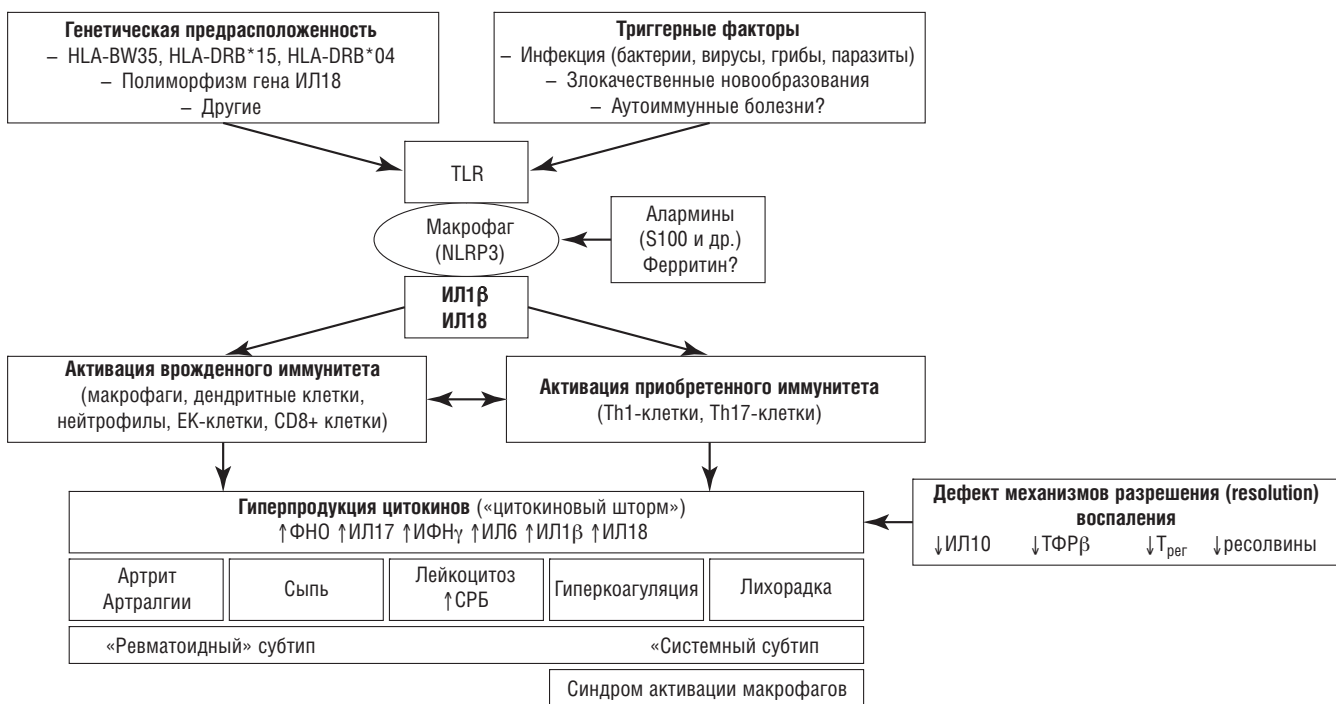 Генетическая предрасположенность
– HLA-BW35, HLA-DRB*15, HLA-DRB*04
– Полиморфизм гена ИЛ18
– Другие
Триггерные факторы
– Инфекция (бактерии, вирусы, грибы, паразиты)
– Злокачественные новообразования
– Аутоиммунные болезни?
TLR
Макрофаг
(NLRP3)
Алармины
(S100 и др.)
Ферритин?
ИЛ1β
ИЛ18
Активация врожденного иммунитета
(макрофаги, дендритные клетки,
нейтрофилы, ЕК-клетки, CD8+ клетки)
Активация приобретенного иммунитета
(Th1-клетки, Th17-клетки)
Гиперпродукция цитокинов («цитокиновый шторм»)
↑ФНО ↑ИЛ17 ↑ИФНγ ↑ИЛ6 ↑ИЛ1β ↑ИЛ18
Дефект механизмов разрешения (resolution)
воспаления
↓ИЛ10 ↓ТФРβ ↓Трег ↓ресолвины
Артрит
Артралгии
Сыпь
Лейкоцитоз
↑СРБ
Гиперкоагуляция
Лихорадка
«Ревматоидный» субтип
«Системный субтип
Синдром активации макрофагов